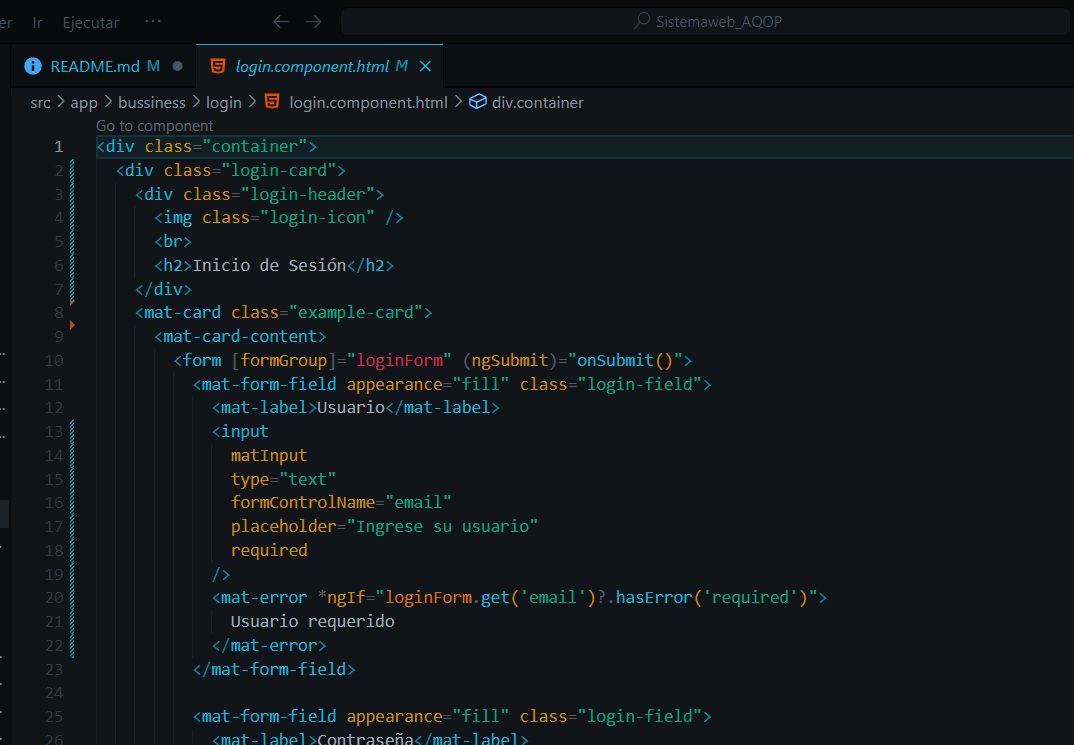 er Ir Ejecutar ··· Sistemaweb_AQOP
README.md M login.component.html M
src > app > bussiness > login > login.component.html > div.container
Go to component
1 <div class="container">
2 <div class="login-card">
3 <div class="login-header">
4 <img class="login-icon" />
5 <br>
6 <h2>Inicio de Sesión</h2>
7 </div>
8 <mat-card class="example-card">
9 <mat-card-content>
10 <form [formGroup]="loginForm" (ngSubmit)="onSubmit()">
11 <mat-form-field appearance="fill" class="login-field">
12 <mat-label>Usuario</mat-label>
13 <input
14 matInput
15 type="text"
16 formControlName="email"
17 placeholder="Ingrese su usuario"
18 required
19 />
20 <mat-error *ngIf="loginForm.get('email')?.hasError('required')">
21 Usuario requerido
22 </mat-error>
23 </mat-form-field>
24
25 <mat-form-field appearance="fill" class="login-field">
26 <mat-label>Contraseña</mat-label>